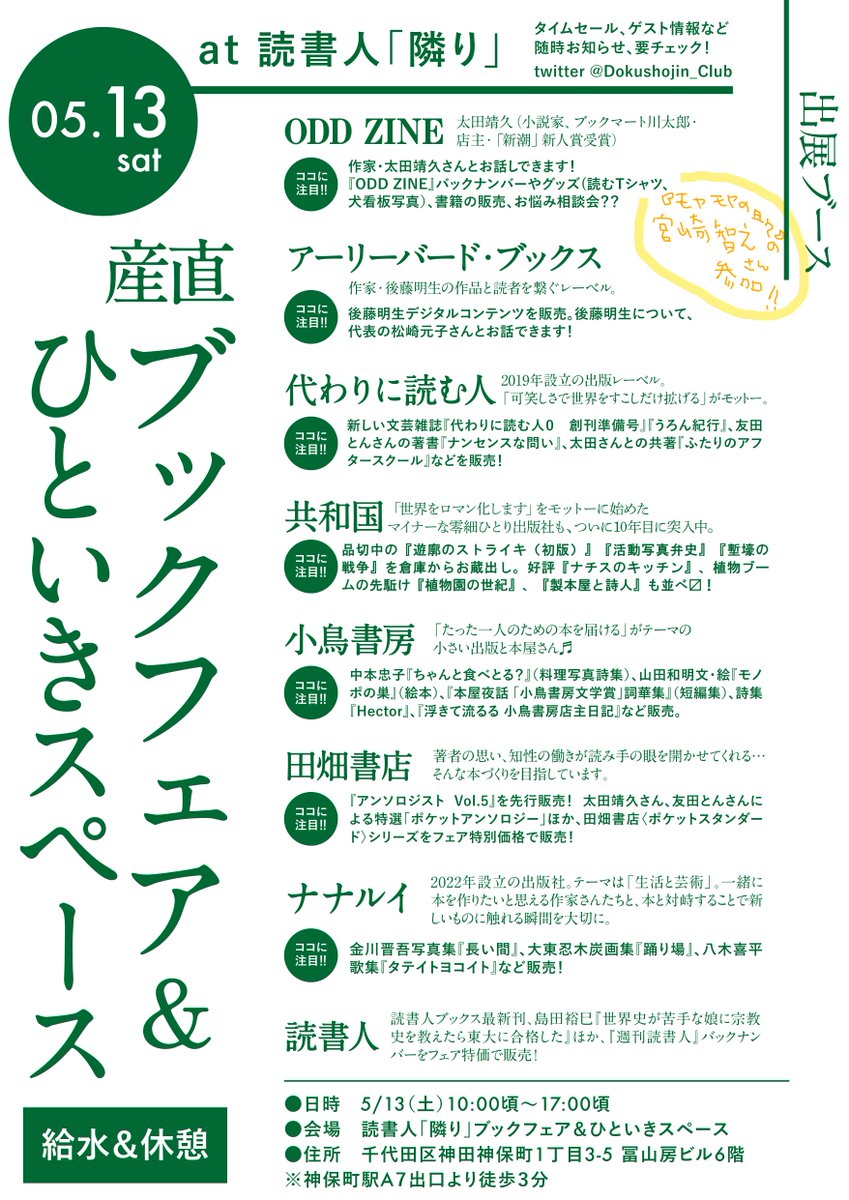 at 読書人「隣り」
タイムセール、ゲスト情報など
随時お知らせ、要チェック！
twitter @Dokushojin_Club
05.13
sat
産直
ブックフェア&
ひといきスペース
給水&休憩
出展ブース
『モヤモヤの日々』の
宮崎智之
さん
参加!!
ODD ZINE
太田靖久（小説家、ブックマート川太郎・
店主・「新潮」新人賞受賞）
ココに
注目!!
作家・太田靖久さんとお話しできます！
『ODD ZINE』バックナンバーやグッズ（読むTシャツ、
犬看板写真）、書籍の販売、お悩み相談会??
アーリーバード・ブックス
作家・後藤明生の作品と読者を繋ぐレーベル。
ココに
注目!!
後藤明生デジタルコンテンツを販売。後藤明生について、
代表の松崎元子さんとお話できます！
代わりに読む人
2019年設立の出版レーベル。
「可笑しさで世界をすこしだけ拡げる」がモットー。
ココに
注目!!
新しい文芸雑誌『代わりに読む人0　創刊準備号』『うろん紀行』、友田
とんさんの著書『ナンセンスな問い』、太田さんとの共著『ふたりのアフ
タースクール』などを販売！
共和国
「世界をロマン化します」をモットーに始めた
マイナーな零細ひとり出版社も、ついに10年目に突入中。
ココに
注目!!
品切中の『遊廓のストライキ（初版）』『活動写真弁史』『塹壕の
戦争』を倉庫からお蔵出し。好評『ナチスのキッチン』、植物ブー
ムの先駆け『植物園の世紀』、『製本屋と詩人』も並べ〼！
小鳥書房
「たった一人のための本を届ける」がテーマの
小さい出版と本屋さん♬
ココに
注目!!
中本忠子『ちゃんと食べとる？』（料理写真詩集）、山田和明文・絵『モノ
ポの巣』（絵本）、『本屋夜話「小鳥書房文学賞」詞華集』（短編集）、詩集
『Hector』、『浮きて流るる 小鳥書房店主日記』など販売。
田畑書店
著者の思い、知性の働きが読み手の眼を開かせてくれる…
そんな本づくりを目指しています。
ココに
注目!!
『アンソロジスト Vol.5』を先行販売！ 太田靖久さん、友田とんさんに
よる特選「ポケットアンソロジー」ほか、田畑書店〈ポケットスタンダー
ド〉シリーズをフェア特別価格で販売！
ナナルイ
2022年設立の出版社。テーマは「生活と芸術」。一緒に
本を作りたいと思える作家さんたちと、本と対峙することで新
しいものに触れる瞬間を大切に。
ココに
注目!!
金川晋吾写真集『長い間』、大東忍木炭画集『踊り場』、八木喜平
歌集『タテイトヨコイト』など販売！
読書人
読書人ブックス最新刊、島田裕巳『世界史が苦手な娘に宗教
史を教えたら東大に合格した』ほか、『週刊読書人』バックナン
バーをフェア特価で販売！
●日時　5/13（土）10:00頃〜17:00頃
●会場　読書人「隣り」ブックフェア&ひといきスペース
●住所　千代田区神田神保町1丁目3-5 冨山房ビル6階
※神保町駅A7出口より徒歩3分